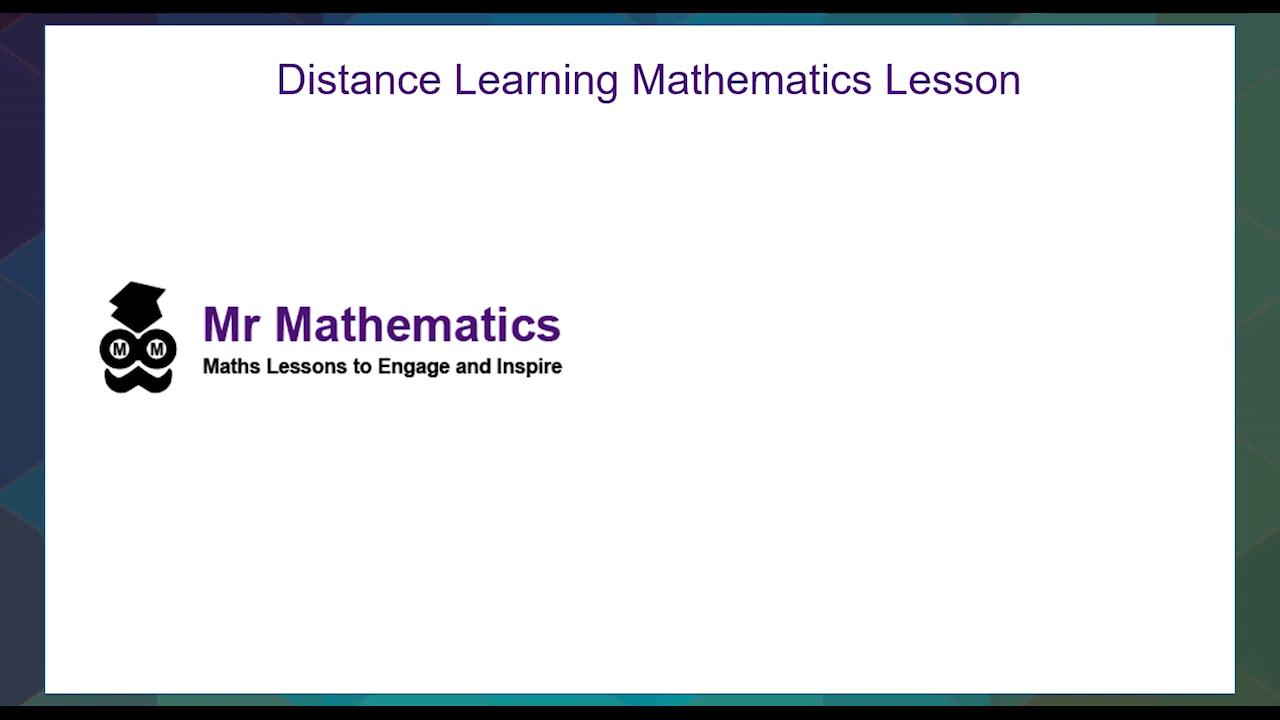 Distance Learning Mathematics Lesson
Mr Mathematics
M M
Maths Lessons to Engage and Inspire